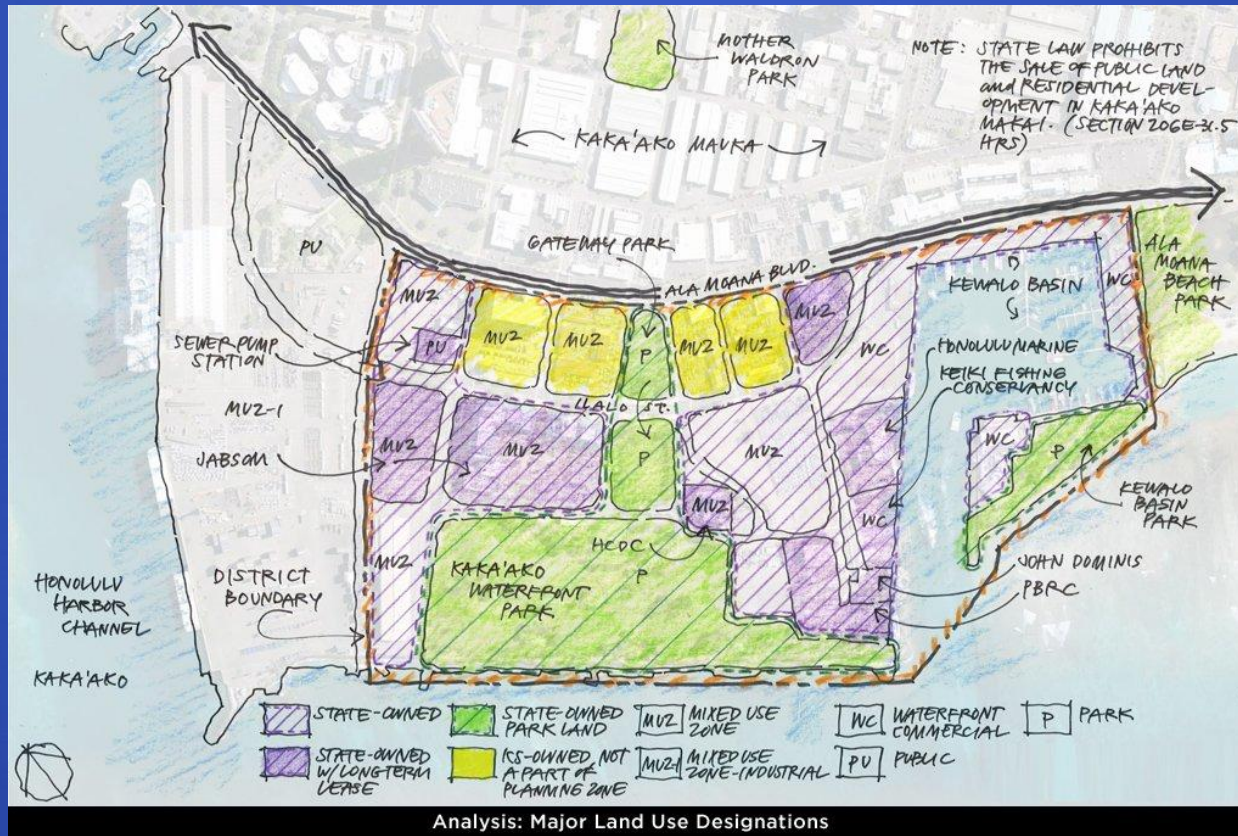 MOTHER
WALDRON
PARK
NOTE: STATE LAW PROHIBITS
THE SALE OF PUBLIC LAND
and RESIDENTIAL DEVEL-
OPMENT IN KAKA'AKO
MAKAI. (SECTION 206E-31.5
HRS)
KAKA'AKO MAUKA
PU
GATEWAY PARK
ALA MOANA BLVD.
ALA
MOANA
BEACH
PARK
KEWALO BASIN
WC
MUZ
SEWER PUMP
STATION
PU
MUZ
MUZ
P
MUZ
MUZ
MUZ
WC
HONOLULU MARINE
KEIKI FISHING
CONSERVANCY
ILALO ST.
MUZ-1
MUZ
JABSOM
MUZ
P
MUZ
WC
P
MUZ
WC
KEWALO
BASIN
PARK
HCDC
P
MUZ
KAKA'AKO
WATERFRONT
PARK
JOHN DOMINIS
PBRC
HONOLULU
HARBOR
CHANNEL
DISTRICT
BOUNDARY
KAKA'AKO
STATE-OWNED
STATE-OWNED
PARK LAND
MUZ MIXED USE
ZONE
WC WATERFRONT
COMMERCIAL
P PARK
STATE-OWNED
W/LONG TERM
LEASE
KS-OWNED, NOT
A PART OF
PLANNING ZONE
MUZ-1 MIXED USE
ZONE-INDUSTRIAL
PU PUBLIC
Analysis: Major Land Use Designations